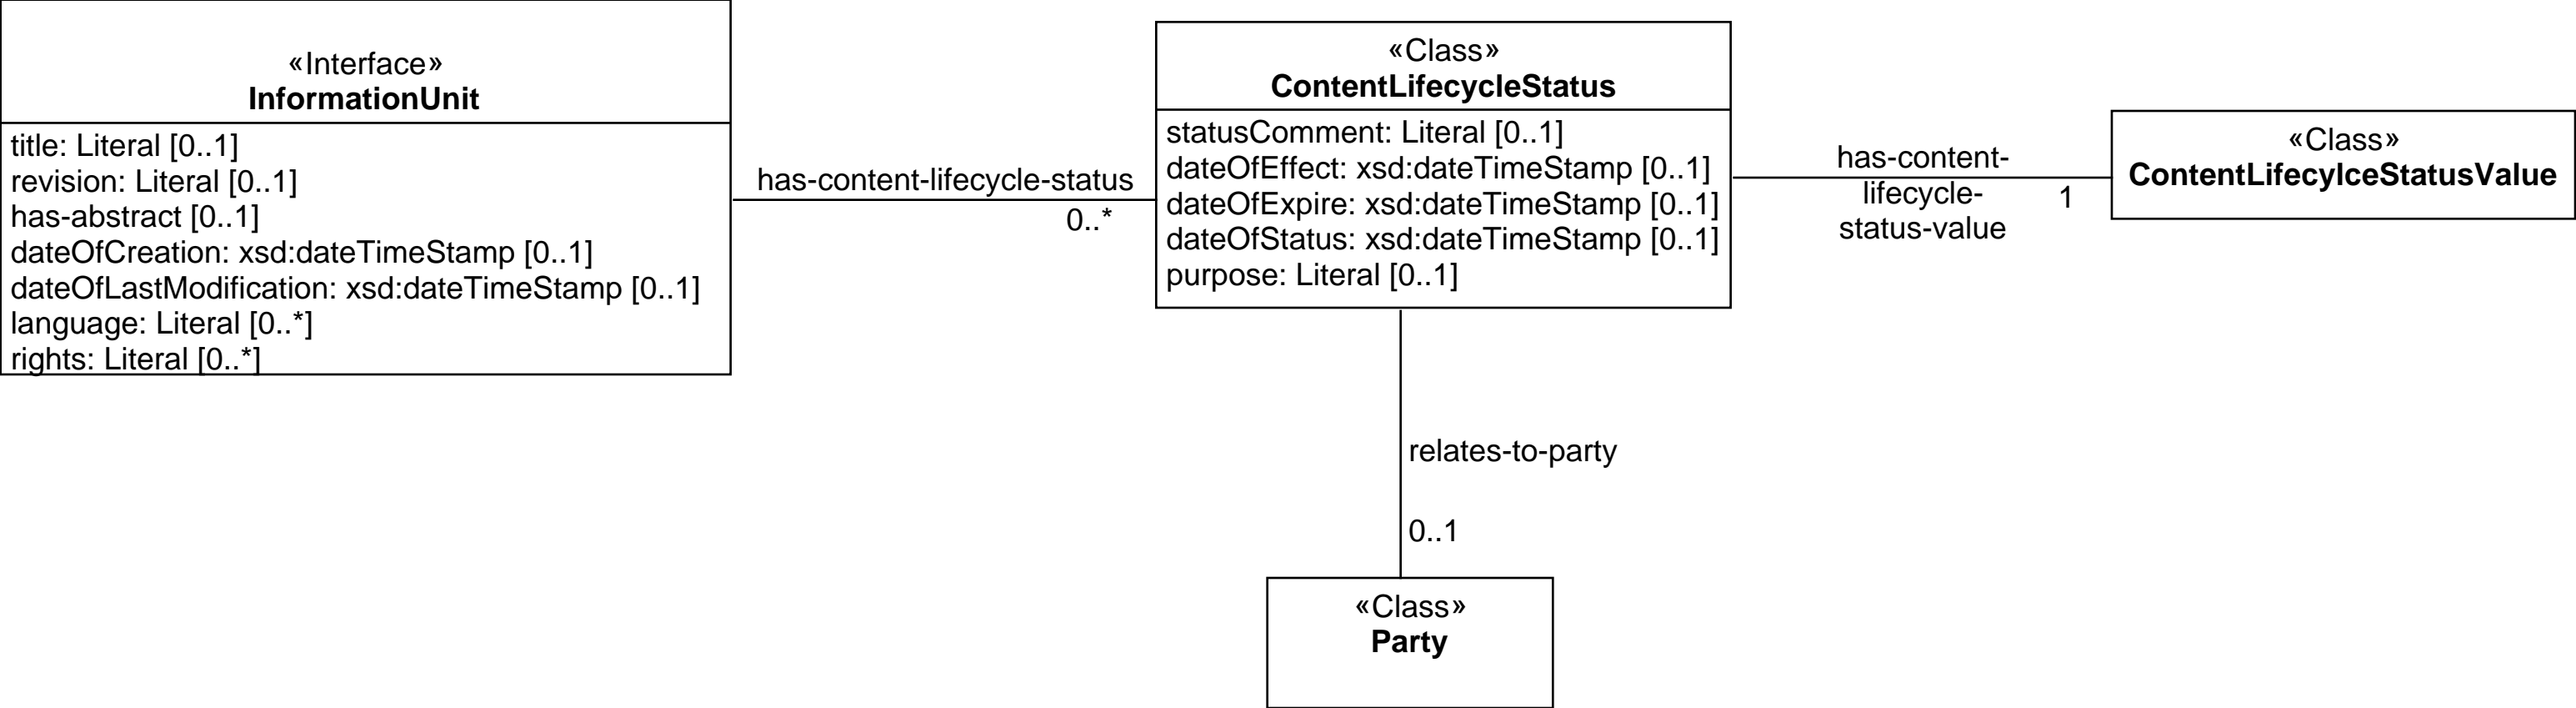 «Interface»
InformationUnit
title: Literal [0..1]
revision: Literal [0..1]
has-abstract [0..1]
dateOfCreation: xsd:dateTimeStamp [0..1]
dateOfLastModification: xsd:dateTimeStamp [0..1]
language: Literal [0..*]
rights: Literal [0..*]
has-content-lifecycle-status
0..*
«Class»
ContentLifecycleStatus
statusComment: Literal [0..1]
dateOfEffect: xsd:dateTimeStamp [0..1]
dateOfExpire: xsd:dateTimeStamp [0..1]
dateOfStatus: xsd:dateTimeStamp [0..1]
purpose: Literal [0..1]
has-content-
lifecycle-
status-value
1
«Class»
ContentLifecylceStatusValue
relates-to-party
0..1
«Class»
Party